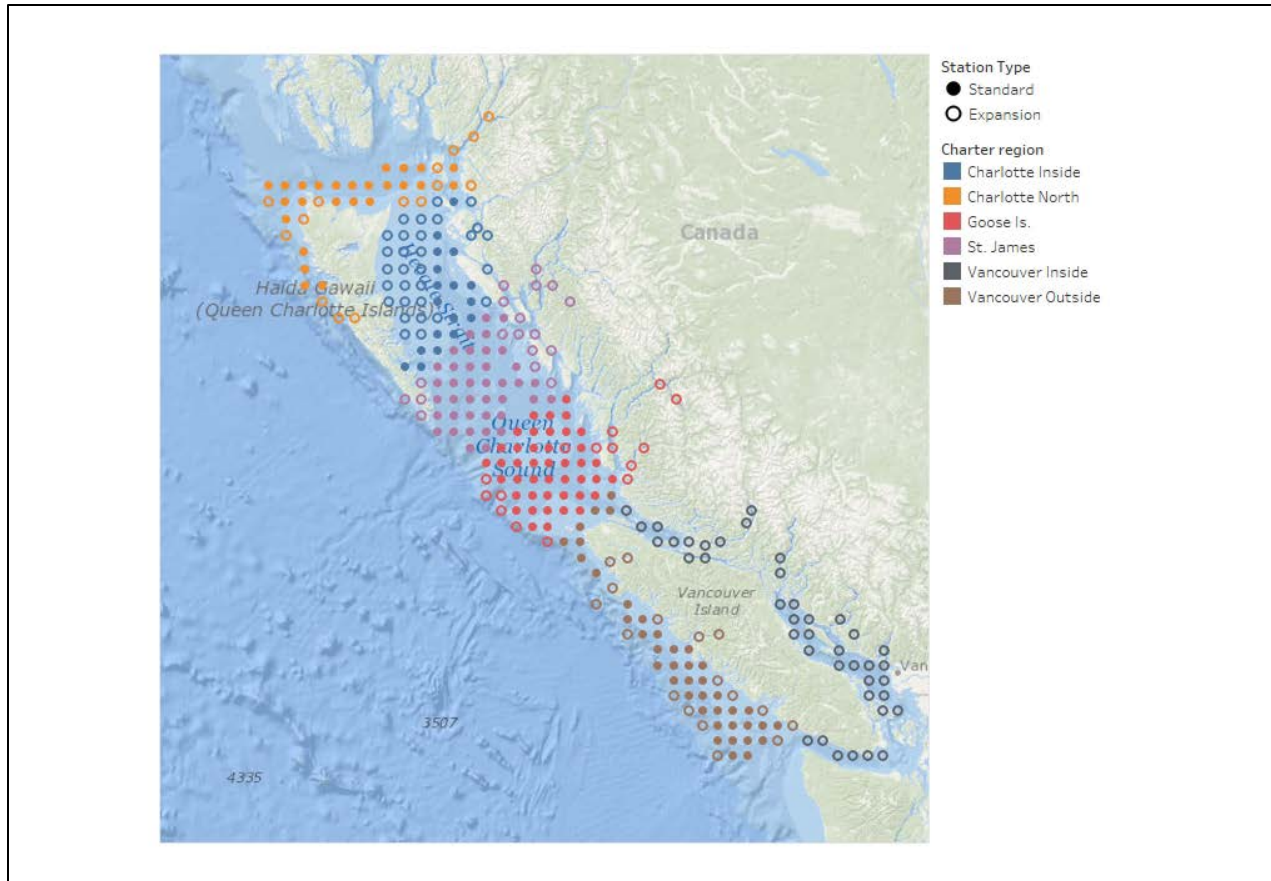 Station Type
Standard
Expansion
Charter region
Charlotte Inside
Charlotte North
Goose Is.
St. James
Vancouver Inside
Vancouver Outside
Canada
Haida Gwaii
(Queen Charlotte Islands)
Queen
Charlotte
Sound
Vancouver
Island
Van
3507
4335